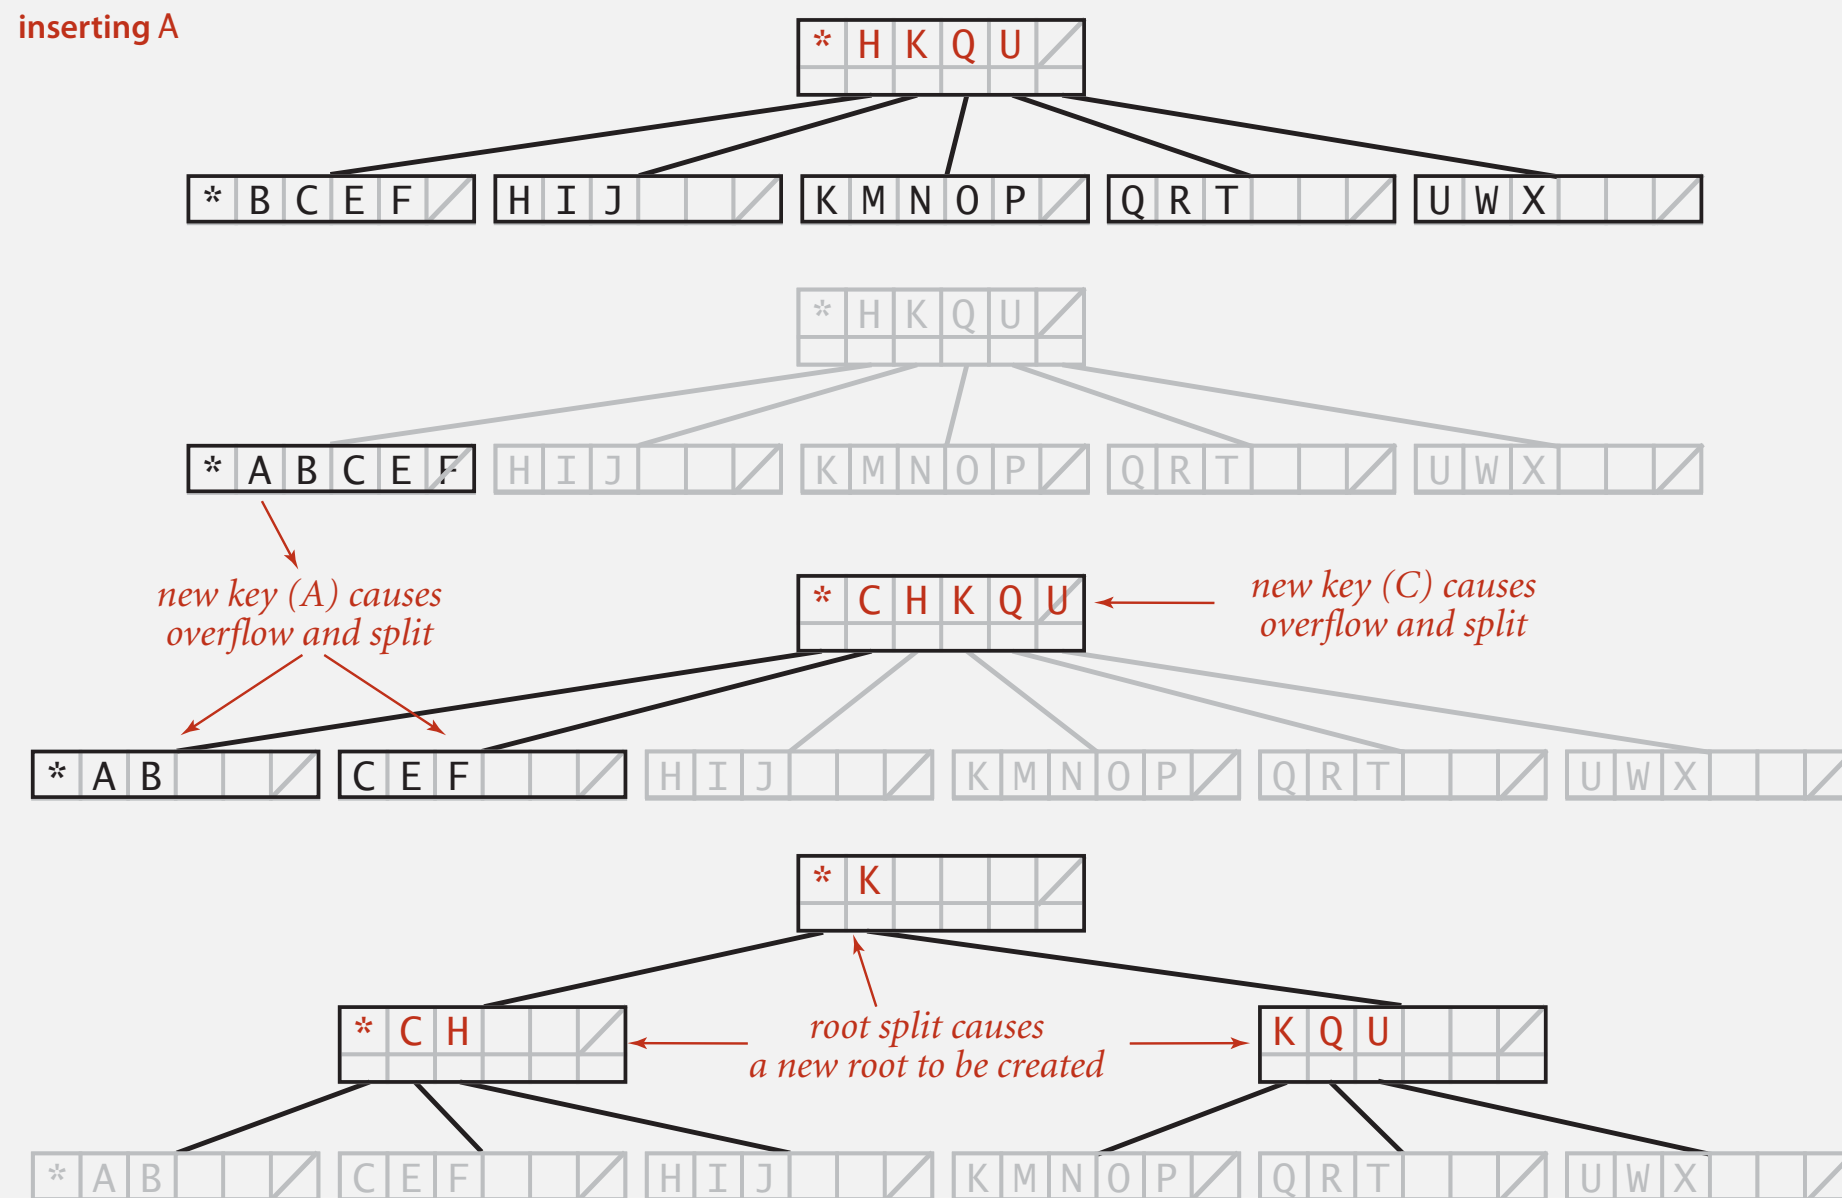 inserting A
* H K Q U
* B C E F H I J K M N O P Q R T U W X
* H K Q U
* A B C E F H I J K M N O P Q R T U W X
new key (A) causes
overflow and split
* C H K Q U
new key (C) causes
overflow and split
* A B C E F H I J K M N O P Q R T U W X
* K
* C H
root split causes
a new root to be created
K Q U
* A B C E F H I J K M N O P Q R T U W X